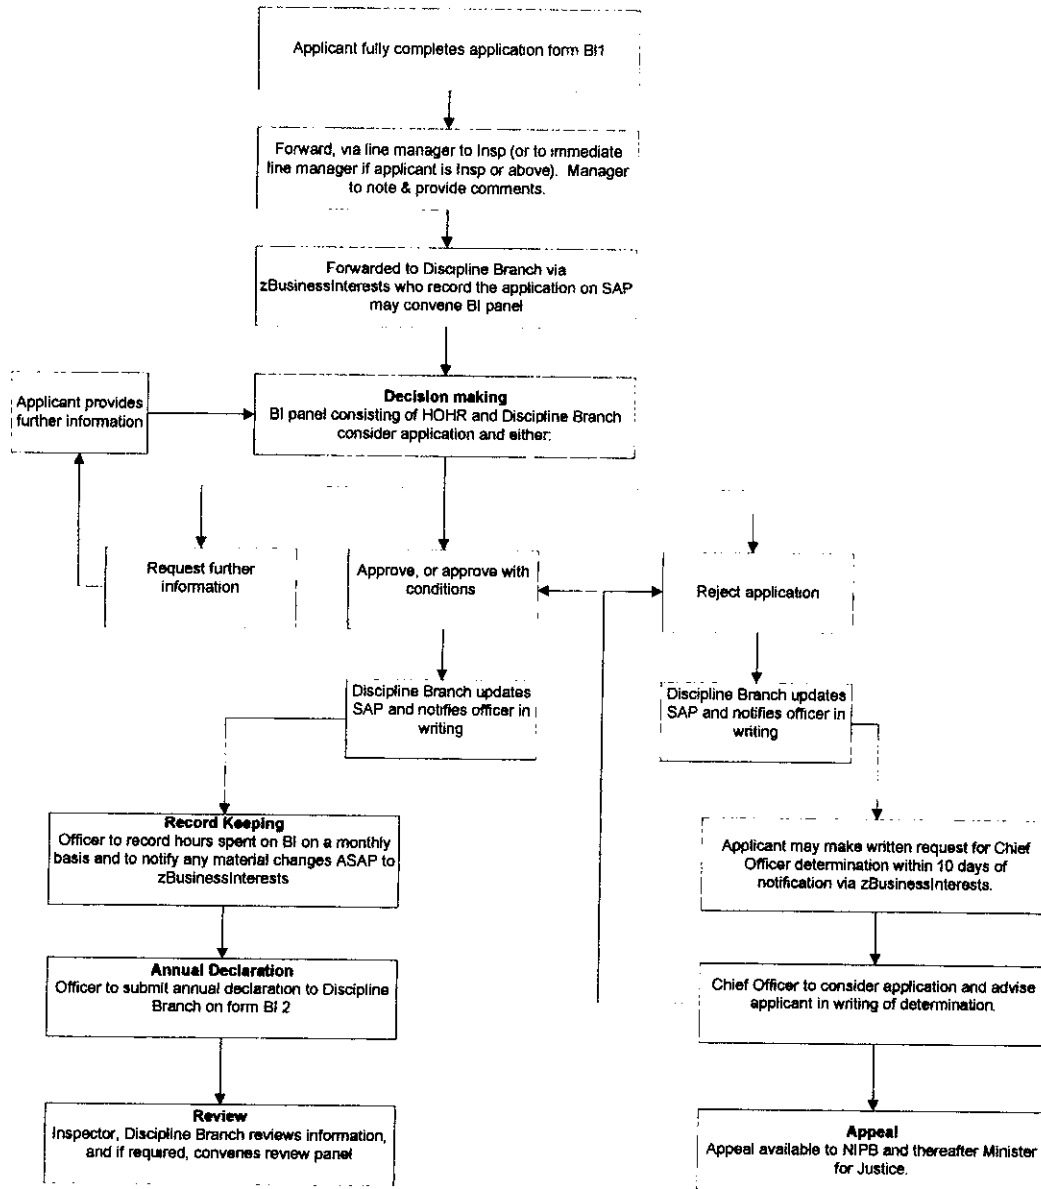 Applicant fully completes application form BI1
Forward, via line manager to Insp (or to immediate
line manager if applicant is Insp or above). Manager
to note & provide comments.
Forwarded to Discipline Branch via
zBusinessInterests who record the application on SAP
may convene BI panel
Decision making
BI panel consisting of HOHR and Discipline Branch
consider application and either:
Applicant provides
further information
Request further
information
Approve, or approve with
conditions
Reject application
Discipline Branch updates
SAP and notifies officer in
writing
Discipline Branch updates
SAP and notifies officer in
writing
Record Keeping
Officer to record hours spent on BI on a monthly
basis and to notify any material changes ASAP to
zBusinessInterests
Applicant may make written request for Chief
Officer determination within 10 days of
notification via zBusinessInterests.
Annual Declaration
Officer to submit annual declaration to Discipline
Branch on form BI 2
Chief Officer to consider application and advise
applicant in writing of determination.
Review
Inspector, Discipline Branch reviews information,
and if required, convenes review panel
Appeal
Appeal available to NIPB and thereafter Minister
for Justice.